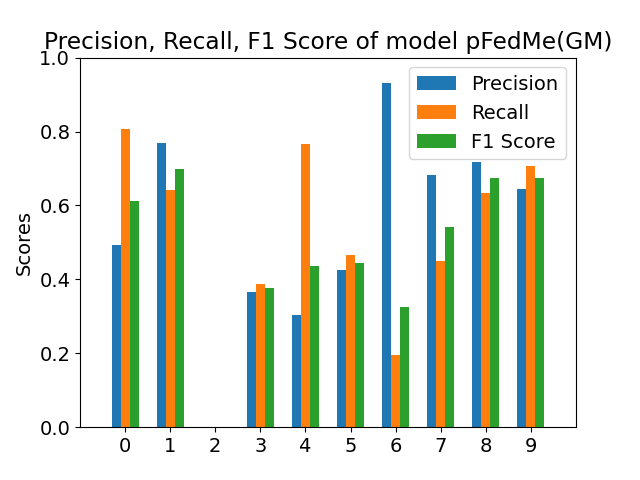 Precision, Recall, F1 Score of model pFedMe(GM)
1.0
0.8
0.6
0.4
0.2
0.0
Scores
Precision
Recall
F1 Score
0 1 2 3 4 5 6 7 8 9